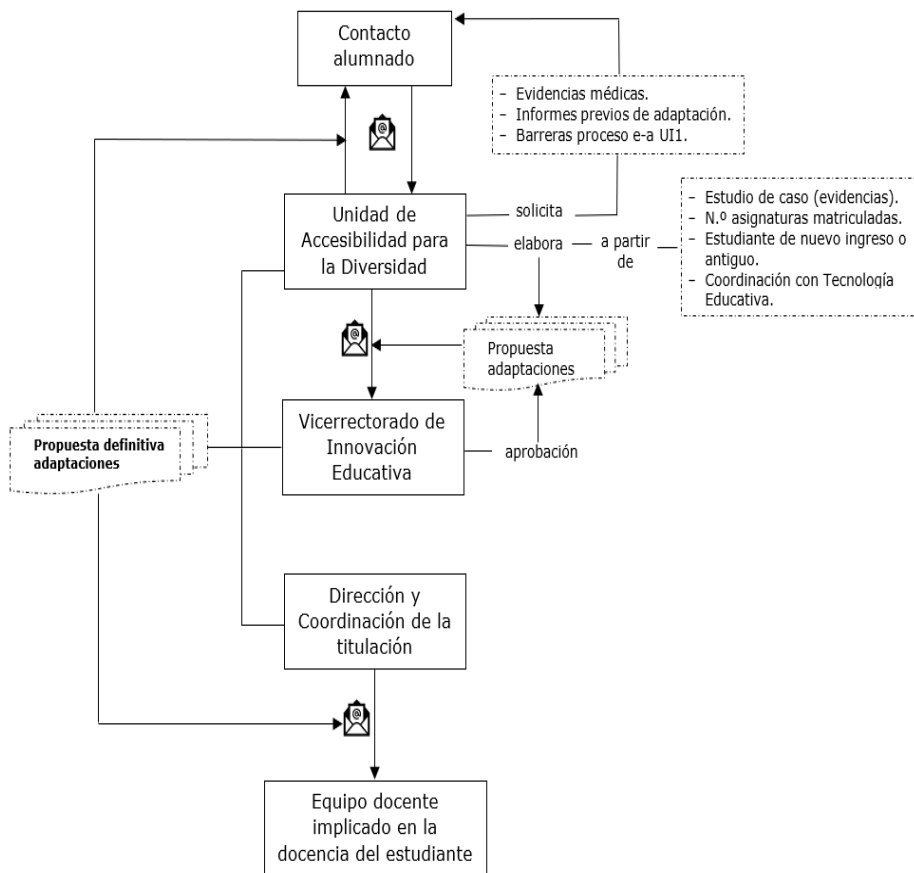 Contacto
alumnado
@
- Evidencias médicas.
- Informes previos de adaptación.
- Barreras proceso e-a UI1.
Unidad de
Accesibilidad para
la Diversidad
solicita
elabora
a partir
de
- Estudio de caso (evidencias).
- N.º asignaturas matriculadas.
- Estudiante de nuevo ingreso o
antiguo.
- Coordinación con Tecnología
Educativa.
@
Propuesta
adaptaciones
Vicerrectorado de
Innovación
Educativa
aprobación
Propuesta definitiva
adaptaciones
Dirección y
Coordinación de la
titulación
@
Equipo docente
implicado en la
docencia del estudiante